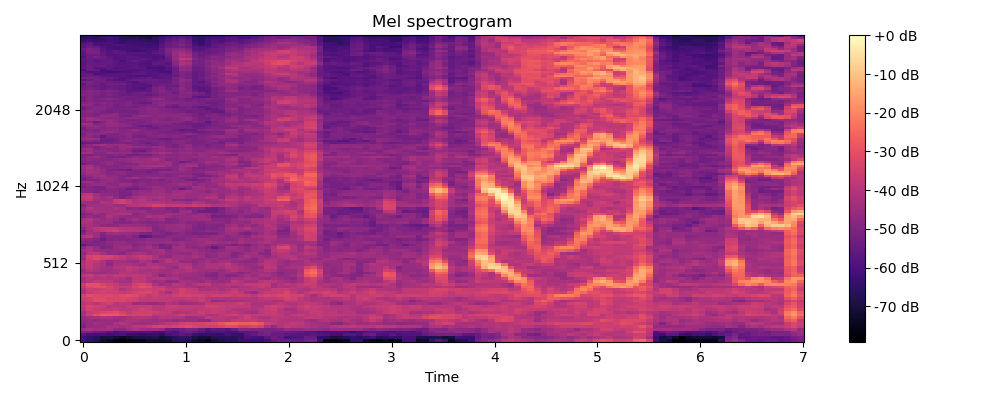 Mel spectrogram
Hz
2048
1024
512
0
0 1 2 3 4 5 6 7
Time
+0 dB
-10 dB
-20 dB
-30 dB
-40 dB
-50 dB
-60 dB
-70 dB